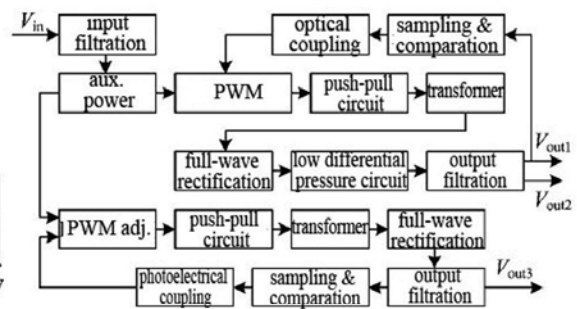 Vin
input
filtration
optical
coupling
sampling &
comparation
aux.
power
PWM
push-pull
circuit
transformer
full-wave
rectification
low differential
pressure circuit
output
filtration
Vout1
Vout2
PWM adj.
push-pull
circuit
transformer
full-wave
rectification
photoelectrical
coupling
sampling &
comparation
output
filtration
Vout3